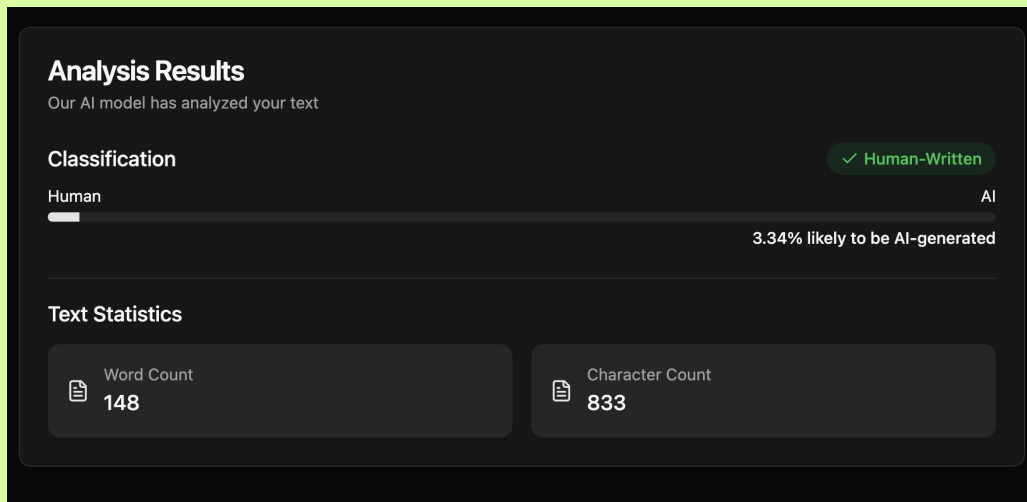 Analysis Results
Our AI model has analyzed your text
Classification
Human-Written
Human
AI
3.34% likely to be AI-generated
Text Statistics
Word Count
148
Character Count
833